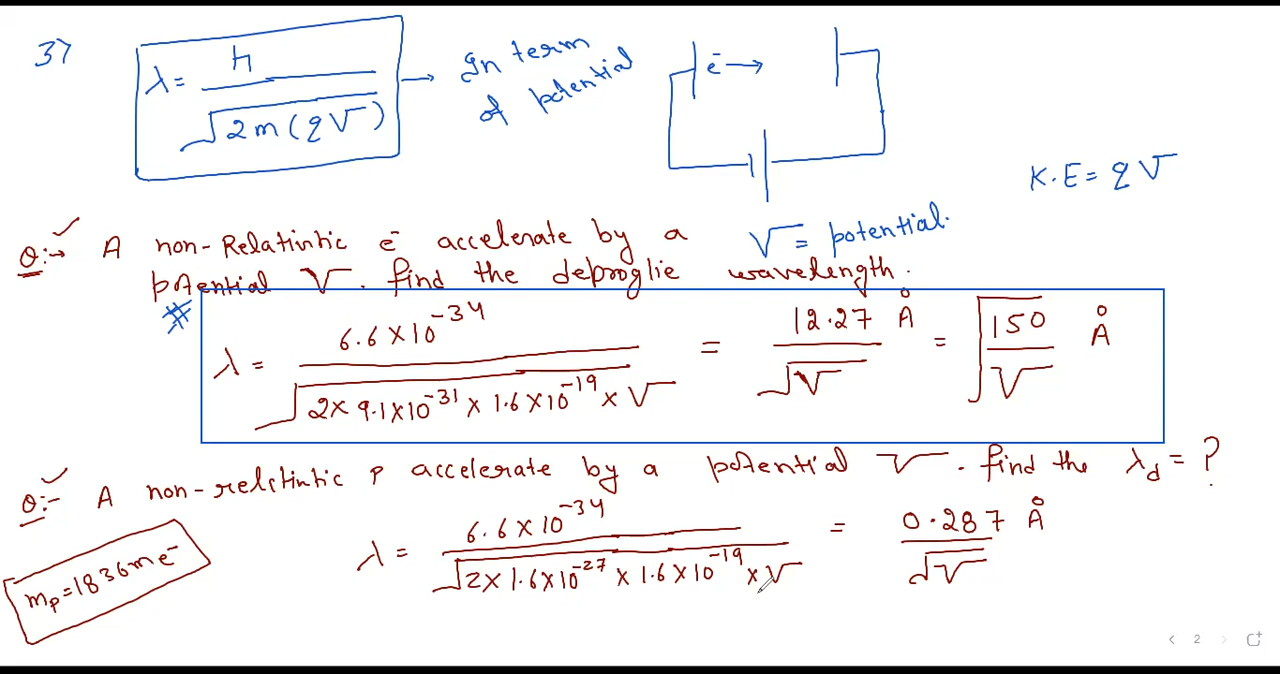 3)
λ = h / √2m(qV) → In term of potential
e⁻ →
K.E = qV
V = potential.
Q:→ A non-Relatintic e⁻ accelerate by a
potential V. find the debroglie wavelength.
# λ = 6.6×10⁻³⁴ / √2×9.1×10⁻³¹×1.6×10⁻¹⁹×V = 12.27/√V Å = √150/V Å
Q:- A non-relstintic p accelerate by a potential V. find the λd = ?
λ = 6.6×10⁻³⁴ / √2×1.6×10⁻²⁷×1.6×10⁻¹⁹×V = 0.287/√V Å
mp=1836me⁻
< 2 >